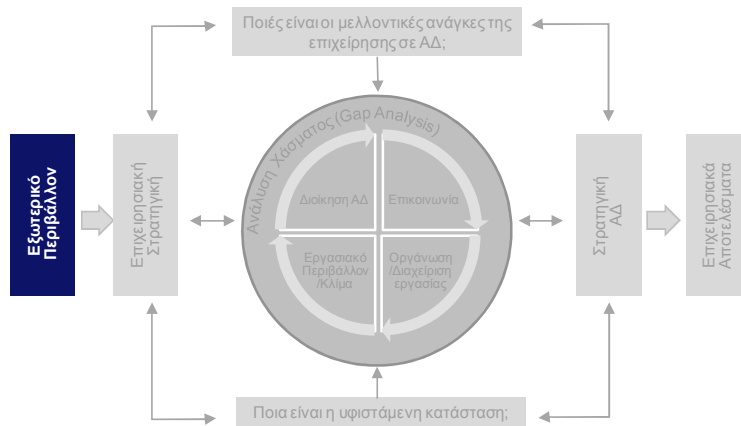 Ποιές είναι οι μελλοντικές ανάγκες της
επιχείρησης σε ΑΔ;
Εξωτερικό
Περιβάλλον
Επιχειρησιακή
Στρατηγική
Ανάλυση Χάσματος (Gap Analysis)
Διοίκηση ΑΔ
Επικοινωνία
Εργασιακό
Περιβάλλον
/Κλίμα
Οργάνωση
/Διαχείριση
εργασίας
Στρατηγική
ΑΔ
Επιχειρησιακά
Αποτελέσματα
Ποια είναι η υφιστάμενη κατάσταση;